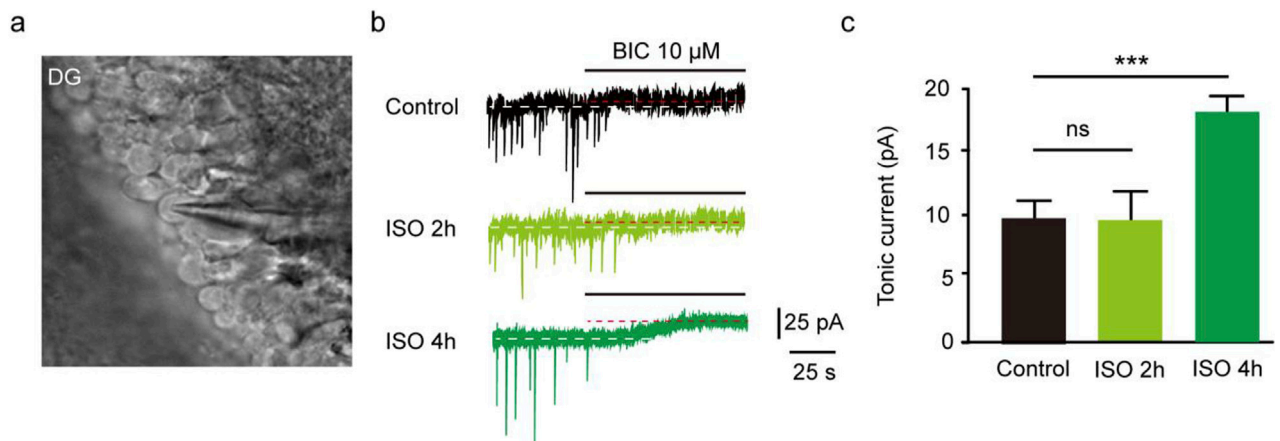 a
DG
b
BIC 10 µM
Control
ISO 2h
ISO 4h
25 pA
25 s
c
***
ns
Tonic current (pA)
20
15
10
5
0
Control
ISO 2h
ISO 4h